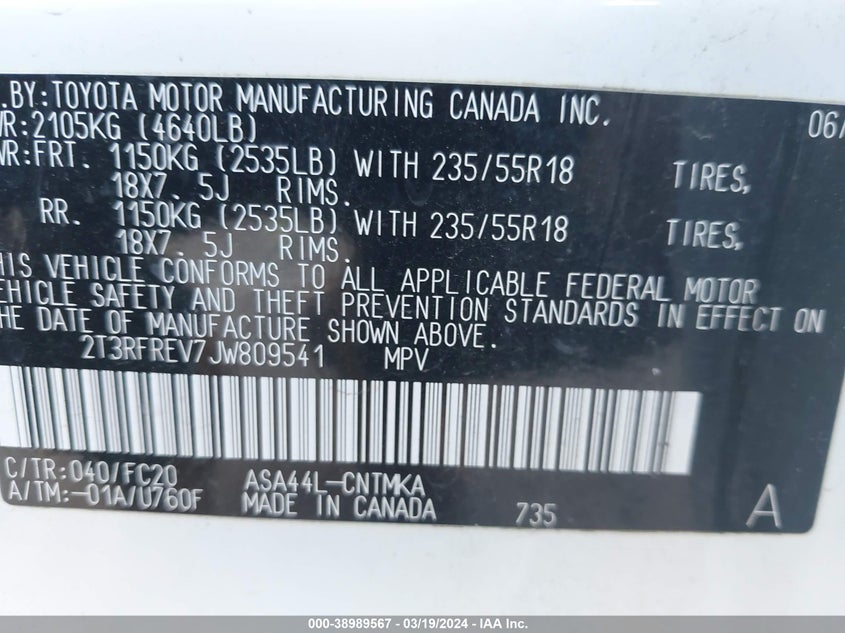 .BY:TOYOTA MOTOR MANUFACTURING CANADA INC. 06/
WR:2105KG (4640LB)
WR:FRT. 1150KG (2535LB) WITH 235/55R18 TIRES,
18X7. 5J RIMS.
RR. 1150KG (2535LB) WITH 235/55R18 TIRES,
18X7. 5J RIMS.
HIS VEHICLE CONFORMS TO ALL APPLICABLE FEDERAL MOTOR
EHICLE SAFETY AND THEFT PREVENTION STANDARDS IN EFFECT ON
HE DATE OF MANUFACTURE SHOWN ABOVE.
2T3RFREV7JW809541 MPV
C/TR:040/FC20 ASA44L-CNTMKA
A/TM:-01A/U760F MADE IN CANADA 735 A
000-38989567 — 03/19/2024 — IAA Inc.